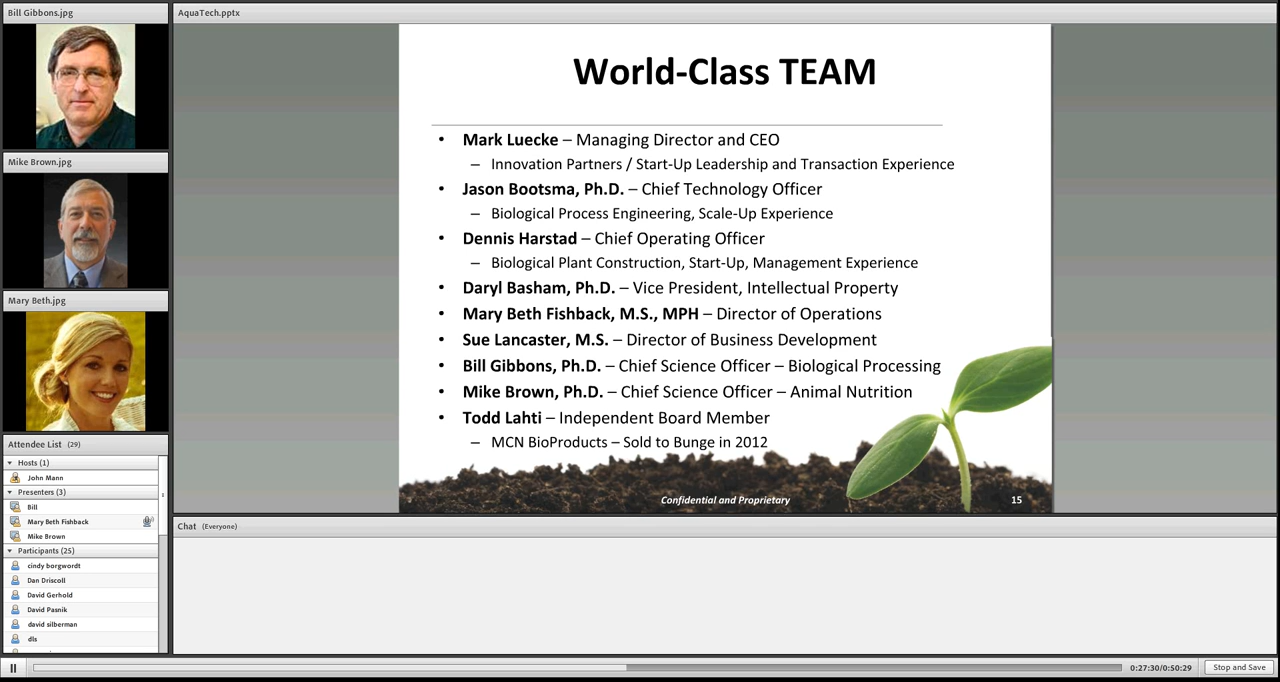 Bill Gibbons.jpg
Mike Brown.jpg
Mary Beth.jpg
Attendee List (29)
Hosts (1)
John Mann
Presenters (3)
Bill
Mary Beth Fishback
Mike Brown
Participants (25)
cindy borgwordt
Dan Driscoll
David Gerhold
David Pasnik
david silberman
dls
AquaTech.pptx
World-Class TEAM
• Mark Luecke – Managing Director and CEO
– Innovation Partners / Start-Up Leadership and Transaction Experience
• Jason Bootsma, Ph.D. – Chief Technology Officer
– Biological Process Engineering, Scale-Up Experience
• Dennis Harstad – Chief Operating Officer
– Biological Plant Construction, Start-Up, Management Experience
• Daryl Basham, Ph.D. – Vice President, Intellectual Property
• Mary Beth Fishback, M.S., MPH – Director of Operations
• Sue Lancaster, M.S. – Director of Business Development
• Bill Gibbons, Ph.D. – Chief Science Officer – Biological Processing
• Mike Brown, Ph.D. – Chief Science Officer – Animal Nutrition
• Todd Lahti – Independent Board Member
– MCN BioProducts – Sold to Bunge in 2012
Confidential and Proprietary 15
Chat (Everyone)
0:27:30/0:50:29 Stop and Save